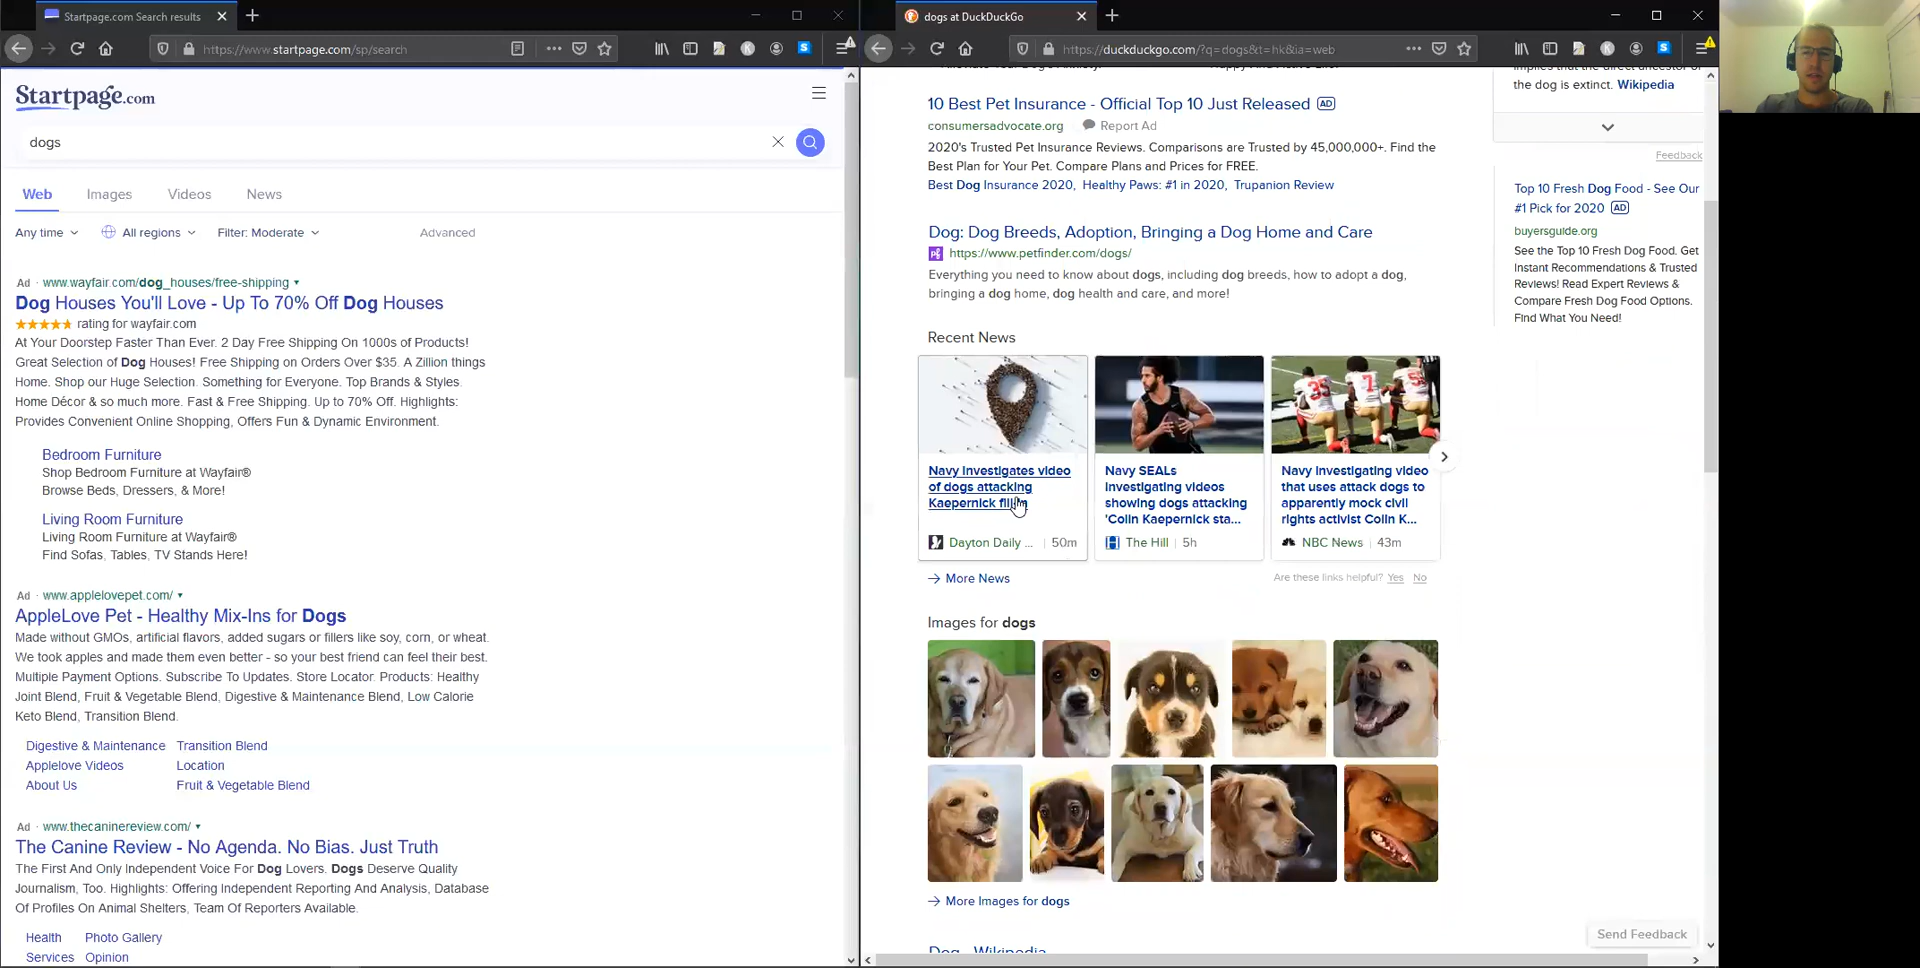 Startpage.com Search results
https://www.startpage.com/sp/search
Startpage.com
dogs
Web Images Videos News
Any time All regions Filter: Moderate Advanced
Ad · www.wayfair.com/dog_houses/free-shipping
Dog Houses You'll Love - Up To 70% Off Dog Houses
rating for wayfair.com
At Your Doorstep Faster Than Ever. 2 Day Free Shipping On 1000s of Products!
Great Selection of Dog Houses! Free Shipping on Orders Over $35. A Zillion things
Home. Shop our Huge Selection. Something for Everyone. Top Brands & Styles.
Home Décor & so much more. Fast & Free Shipping. Up to 70% Off. Highlights:
Provides Convenient Online Shopping, Offers Fun & Dynamic Environment.
Bedroom Furniture
Shop Bedroom Furniture at Wayfair®
Browse Beds, Dressers, & More!
Living Room Furniture
Living Room Furniture at Wayfair®
Find Sofas, Tables, TV Stands Here!
Ad · www.applelovepet.com/
AppleLove Pet - Healthy Mix-Ins for Dogs
Made without GMOs, artificial flavors, added sugars or fillers like soy, corn, or wheat.
We took apples and made them even better - so your best friend can feel their best.
Multiple Payment Options. Subscribe To Updates. Store Locator. Products: Healthy
Joint Blend, Fruit & Vegetable Blend, Digestive & Maintenance Blend, Low Calorie
Keto Blend, Transition Blend.
Digestive & Maintenance Transition Blend
Applelove Videos Location
About Us Fruit & Vegetable Blend
Ad · www.thecaninereview.com/
The Canine Review - No Agenda. No Bias. Just Truth
The First And Only Independent Voice For Dog Lovers. Dogs Deserve Quality
Journalism, Too. Highlights: Offering Independent Reporting And Analysis, Database
Of Profiles On Animal Shelters, Team Of Reporters Available.
Health Photo Gallery
Services Opinion
dogs at DuckDuckGo
https://duckduckgo.com/?q=dogs&t=hk&ia=web
10 Best Pet Insurance - Official Top 10 Just Released AD
consumersadvocate.org Report Ad
2020's Trusted Pet Insurance Reviews. Comparisons are Trusted by 45,000,000+. Find the
Best Plan for Your Pet. Compare Plans and Prices for FREE.
Best Dog Insurance 2020, Healthy Paws: #1 in 2020, Trupanion Review
Dog: Dog Breeds, Adoption, Bringing a Dog Home and Care
https://www.petfinder.com/dogs/
Everything you need to know about dogs, including dog breeds, how to adopt a dog,
bringing a dog home, dog health and care, and more!
Recent News
Navy investigates video
of dogs attacking
Kaepernick
Dayton Daily ... 50m
Navy SEALs
investigating videos
showing dogs attacking
'Colin Kaepernick sta...
The Hill 5h
Navy investigating video
that uses attack dogs to
apparently mock civil
rights activist Colin K...
NBC News 43m
More News
Are these links helpful? Yes No
Images for dogs
More Images for dogs
Dog - Wikipedia
implies that the direct ancestor of
the dog is extinct. Wikipedia
Feedback
Top 10 Fresh Dog Food - See Our
#1 Pick for 2020 AD
buyersguide.org
See the Top 10 Fresh Dog Food. Get
Instant Recommendations & Trusted
Reviews! Read Expert Reviews &
Compare Fresh Dog Food Options.
Find What You Need!
Send Feedback